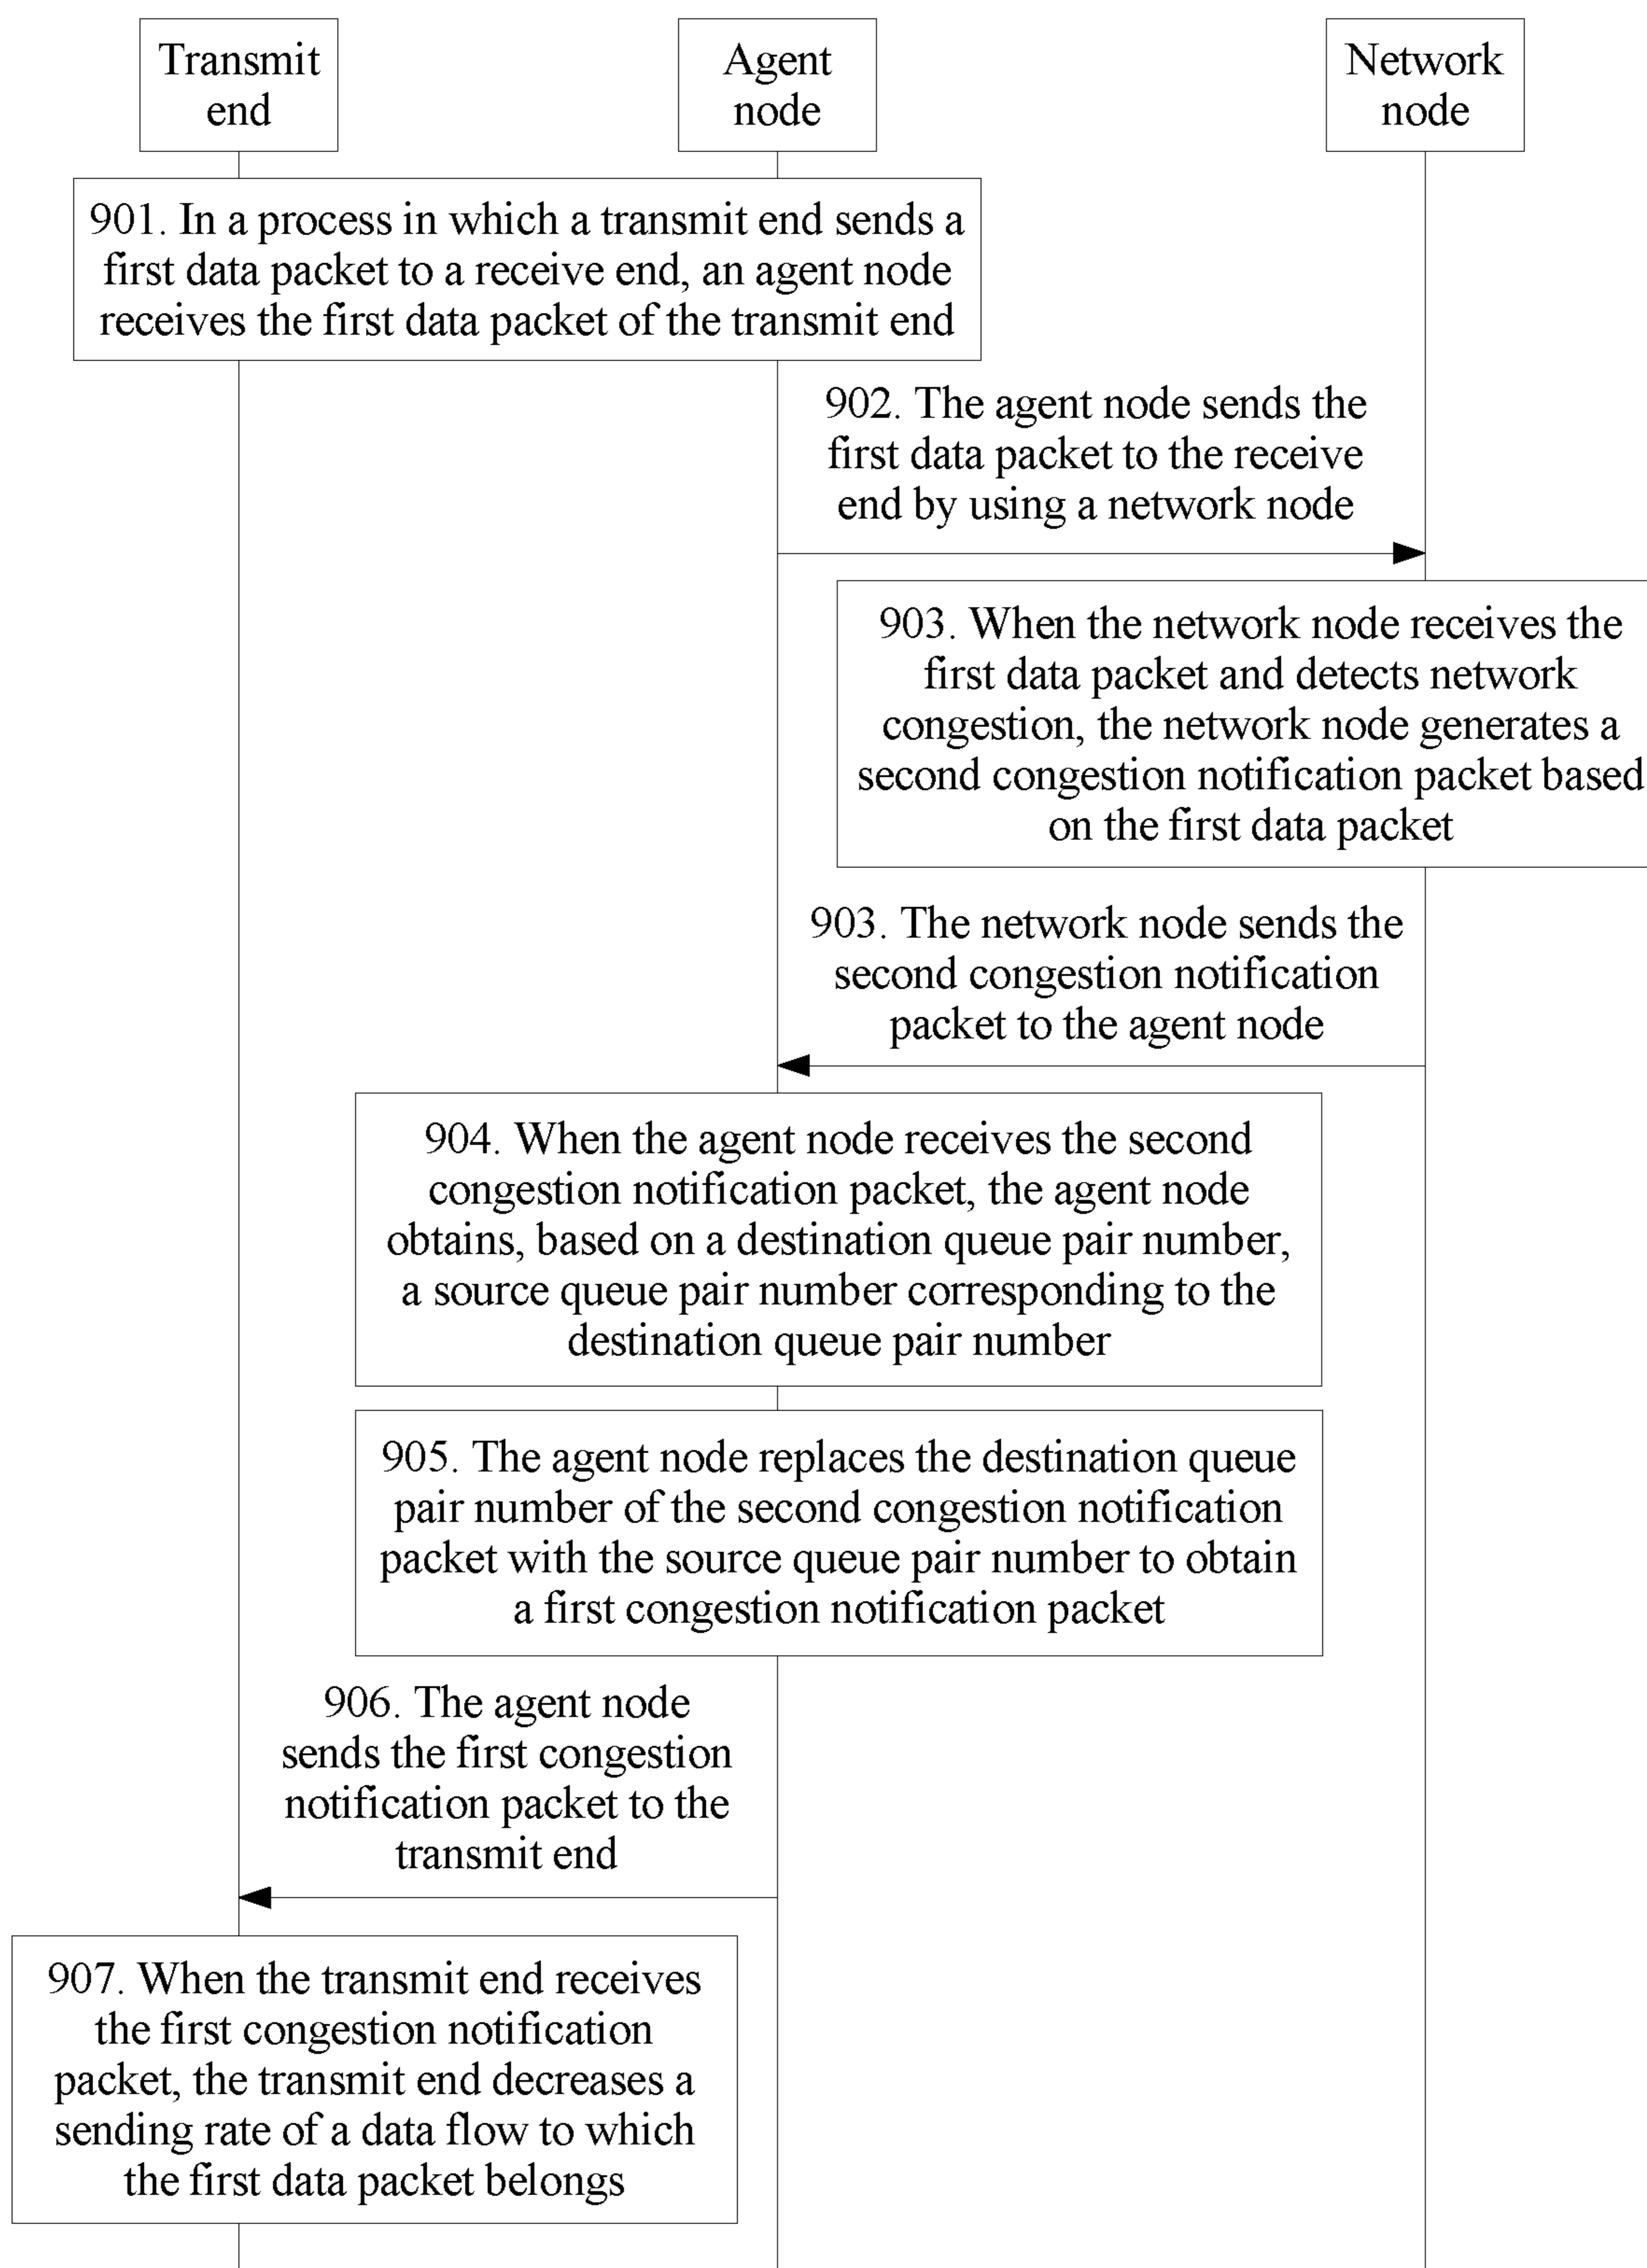 Transmit
end
Agent
node
Network
node
901. In a process in which a transmit end sends a
first data packet to a receive end, an agent node
receives the first data packet of the transmit end
902. The agent node sends the
first data packet to the receive
end by using a network node
903. When the network node receives the
first data packet and detects network
congestion, the network node generates a
second congestion notification packet based
on the first data packet
903. The network node sends the
second congestion notification
packet to the agent node
904. When the agent node receives the second
congestion notification packet, the agent node
obtains, based on a destination queue pair number,
a source queue pair number corresponding to the
destination queue pair number
905. The agent node replaces the destination queue
pair number of the second congestion notification
packet with the source queue pair number to obtain
a first congestion notification packet
906. The agent node
sends the first congestion
notification packet to the
transmit end
907. When the transmit end receives
the first congestion notification
packet, the transmit end decreases a
sending rate of a data flow to which
the first data packet belongs